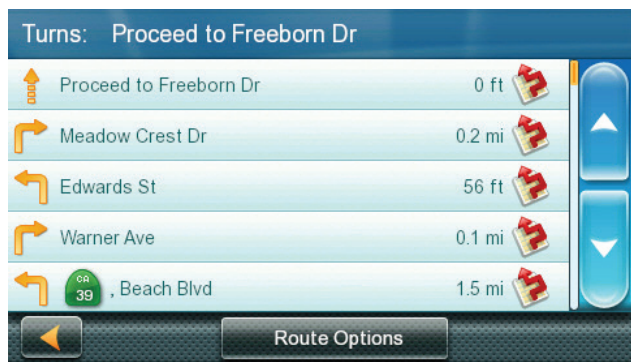 Turns: Proceed to Freeborn Dr
Proceed to Freeborn Dr 0 ft
Meadow Crest Dr 0.2 mi
Edwards St 56 ft
Warner Ave 0.1 mi
CA 39 , Beach Blvd 1.5 mi
Route Options